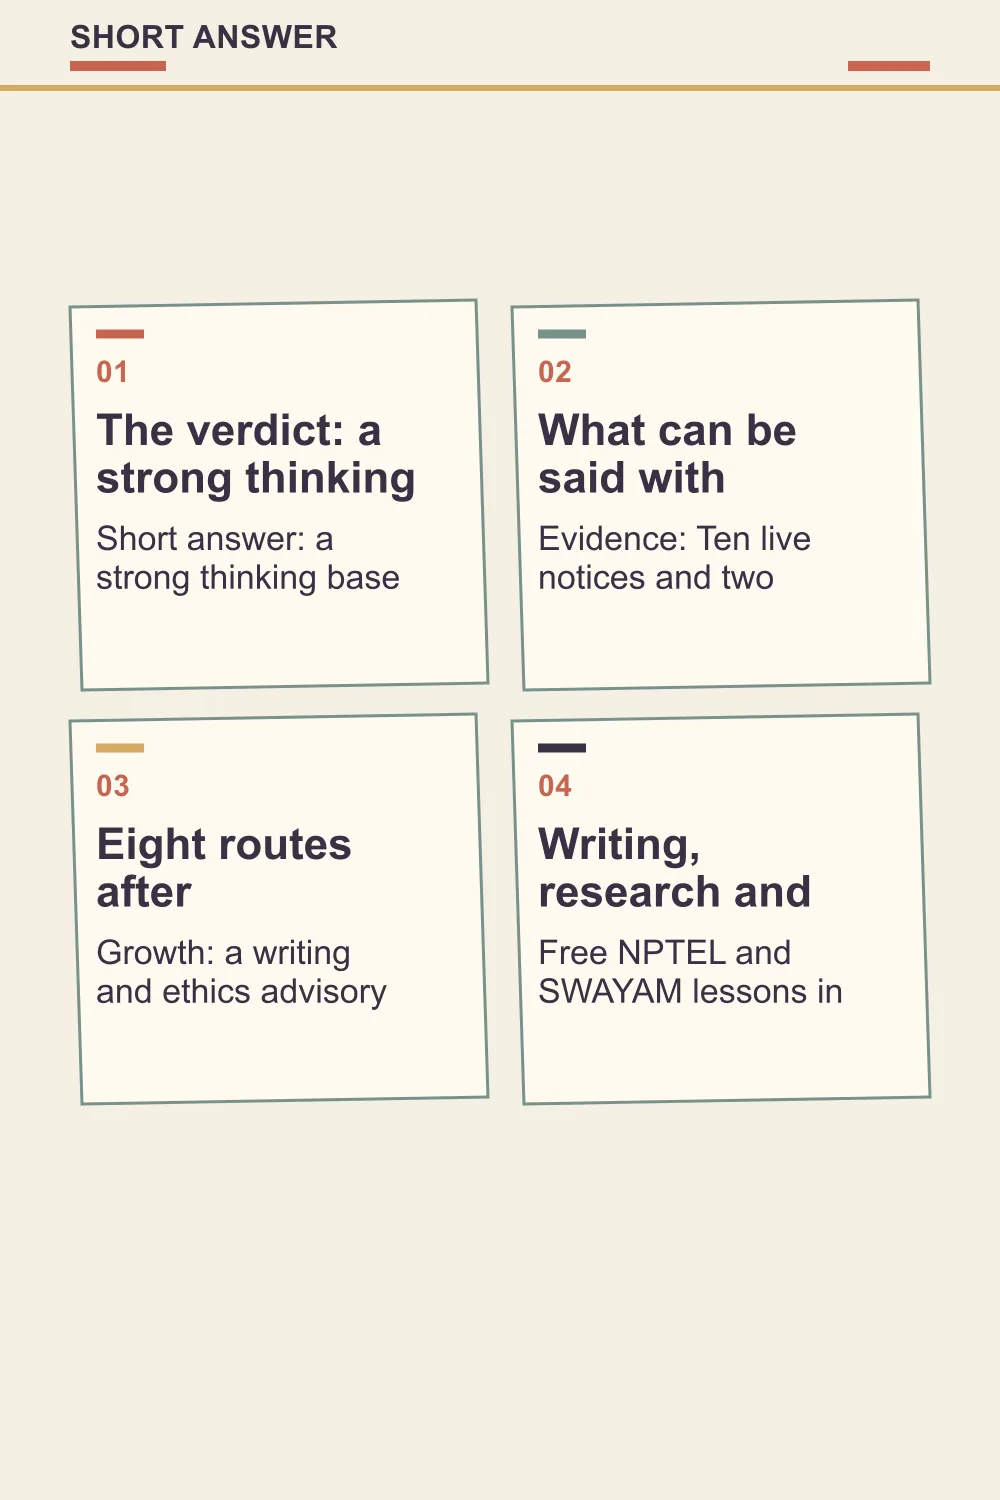 SHORT ANSWER
01
The verdict: a
strong thinking
Short answer: a
strong thinking base
02
What can be
said with
Evidence: Ten live
notices and two
03
Eight routes
after
Growth: a writing
and ethics advisory
04
Writing,
research and
Free NPTEL and
SWAYAM lessons in